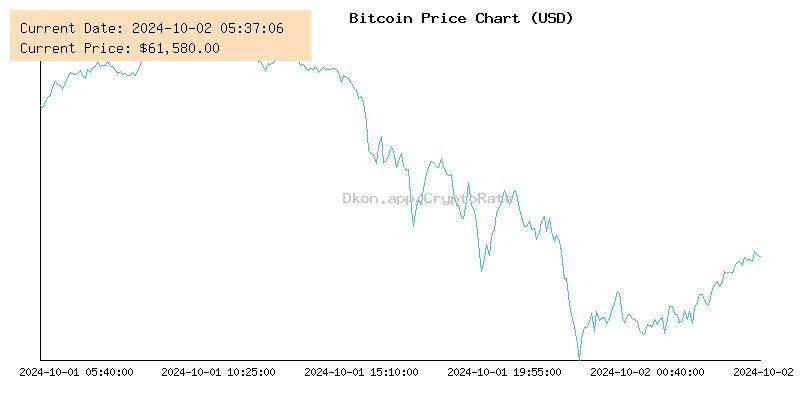 Bitcoin Price Chart (USD)
Current Date: 2024-10-02 05:37:06
Current Price: $61,580.00
Dkon.app/CryptoRate
2024-10-01 05:40:00 2024-10-01 10:25:00 2024-10-01 15:10:00 2024-10-01 19:55:00 2024-10-02 00:40:00 2024-10-02